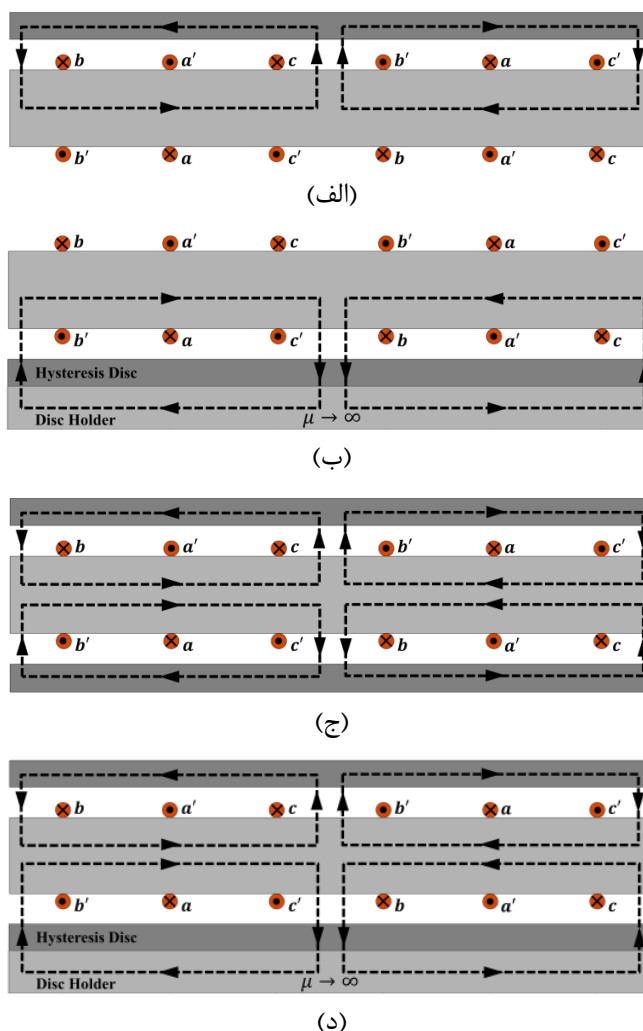 b a′ c b′ a c′
b′ a c′ b a′ c
(الف)
b a′ c b′ a c′
b′ a c′ b a′ c
Hysteresis Disc
Disc Holder μ → ∞
(ب)
b a′ c b′ a c′
b′ a c′ b a′ c
(ج)
b a′ c b′ a c′
b′ a c′ b a′ c
Hysteresis Disc
Disc Holder μ → ∞
(د)